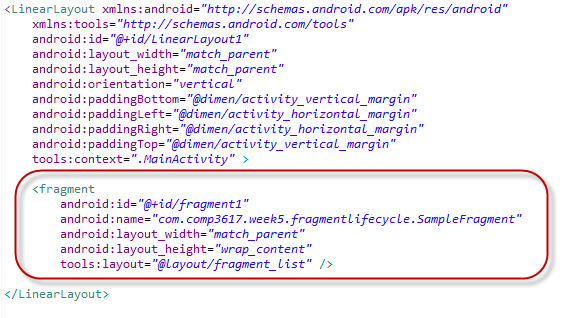 <LinearLayout xmlns:android="http://schemas.android.com/apk/res/android"
    xmlns:tools="http://schemas.android.com/tools"
    android:id="@+id/LinearLayout1"
    android:layout_width="match_parent"
    android:layout_height="match_parent"
    android:orientation="vertical"
    android:paddingBottom="@dimen/activity_vertical_margin"
    android:paddingLeft="@dimen/activity_horizontal_margin"
    android:paddingRight="@dimen/activity_horizontal_margin"
    android:paddingTop="@dimen/activity_vertical_margin"
    tools:context=".MainActivity" >
    <fragment
        android:id="@+id/fragment1"
        android:name="com.comp3617.week5.fragmentlifecycle.SampleFragment"
        android:layout_width="match_parent"
        android:layout_height="wrap_content"
        tools:layout="@layout/fragment_list" />
</LinearLayout>